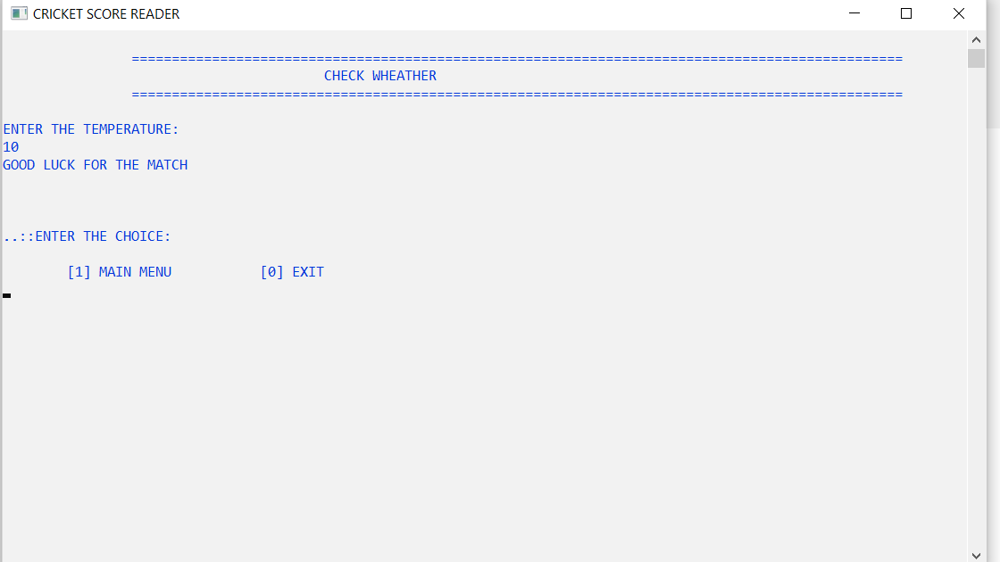 CRICKET SCORE READER
================================================================================================
CHECK WHEATHER
================================================================================================
ENTER THE TEMPERATURE:
10
GOOD LUCK FOR THE MATCH
..::ENTER THE CHOICE:
[1] MAIN MENU [0] EXIT